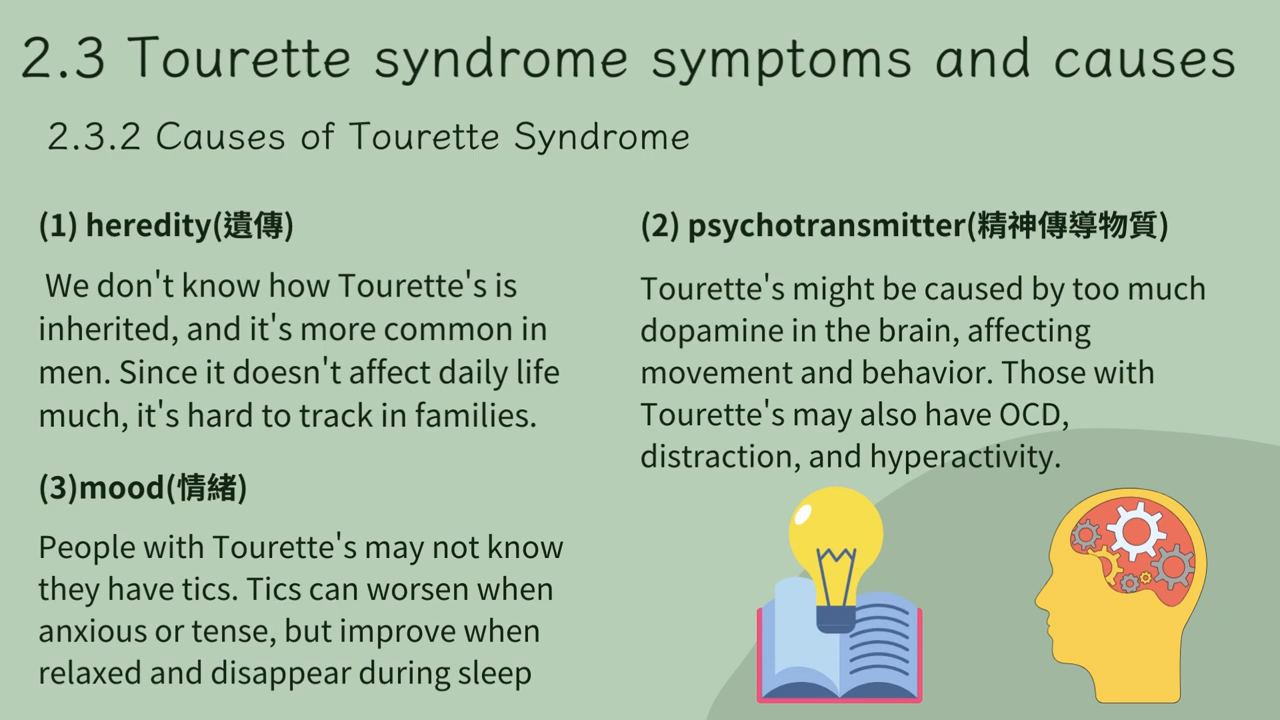 2.3 Tourette syndrome symptoms and causes
2.3.2 Causes of Tourette Syndrome
(1) heredity(遺傳)
We don't know how Tourette's is
inherited, and it's more common in
men. Since it doesn't affect daily life
much, it's hard to track in families.
(3)mood(情緒)
People with Tourette's may not know
they have tics. Tics can worsen when
anxious or tense, but improve when
relaxed and disappear during sleep
(2) psychotransmitter(精神傳導物質)
Tourette's might be caused by too much
dopamine in the brain, affecting
movement and behavior. Those with
Tourette's may also have OCD,
distraction, and hyperactivity.